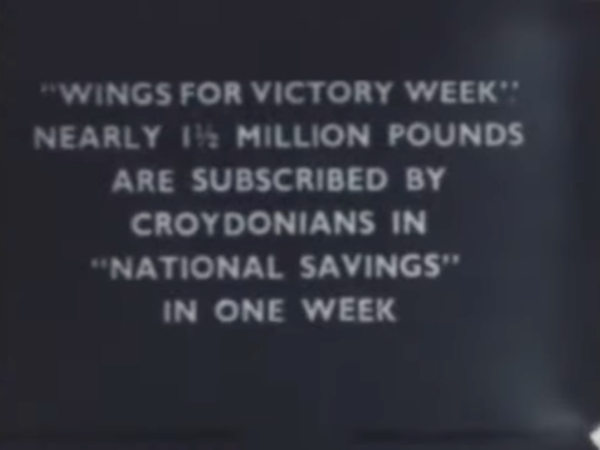 "WINGS FOR VICTORY WEEK".
NEARLY 1½ MILLION POUNDS
ARE SUBSCRIBED BY
CROYDONIANS IN
"NATIONAL SAVINGS"
IN ONE WEEK